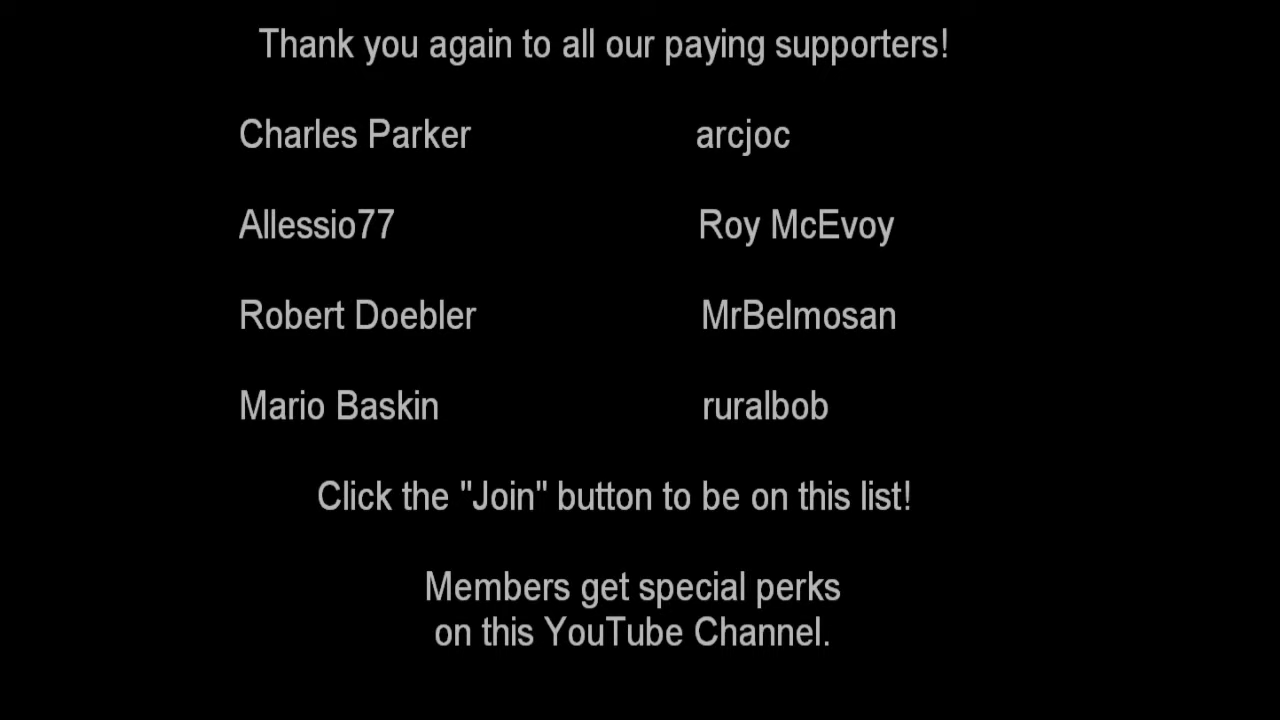 Thank you again to all our paying supporters!
Charles Parker arcjoc
Allessio77 Roy McEvoy
Robert Doebler MrBelmosan
Mario Baskin ruralbob
Click the "Join" button to be on this list!
Members get special perks
on this YouTube Channel.